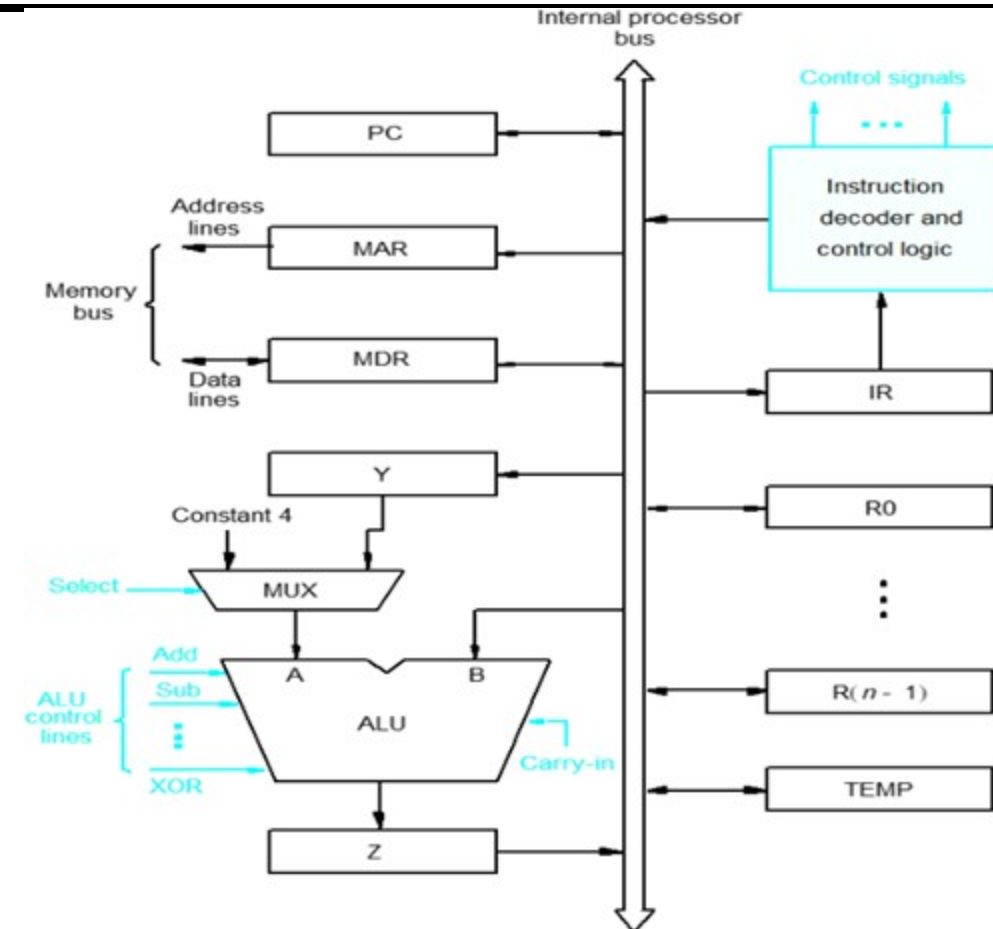 Internal processor
bus
Control signals
PC
Instruction
decoder and
control logic
Address
lines
MAR
Memory
bus
MDR
Data
lines
IR
Y
Constant 4
R0
Select
MUX
Add
A
B
R(n - 1)
Sub
ALU
control
lines
ALU
Carry-in
XOR
TEMP
Z